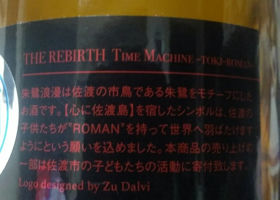 THE REBIRTH TIME MACHINE -TOKI-ROMAN-
朱鷺浪漫は佐渡の市鳥である朱鷺をモチーフにした
お酒です。【心に佐渡島】を宿したシンボルは、佐渡の
子供たちが"ROMAN"を持って世界へ羽ばたけます
ようにという願いを込めました。本商品の売り上げの
一部は佐渡市の子どもたちの活動に寄付致します。
Logo designed by Zu Dalvi